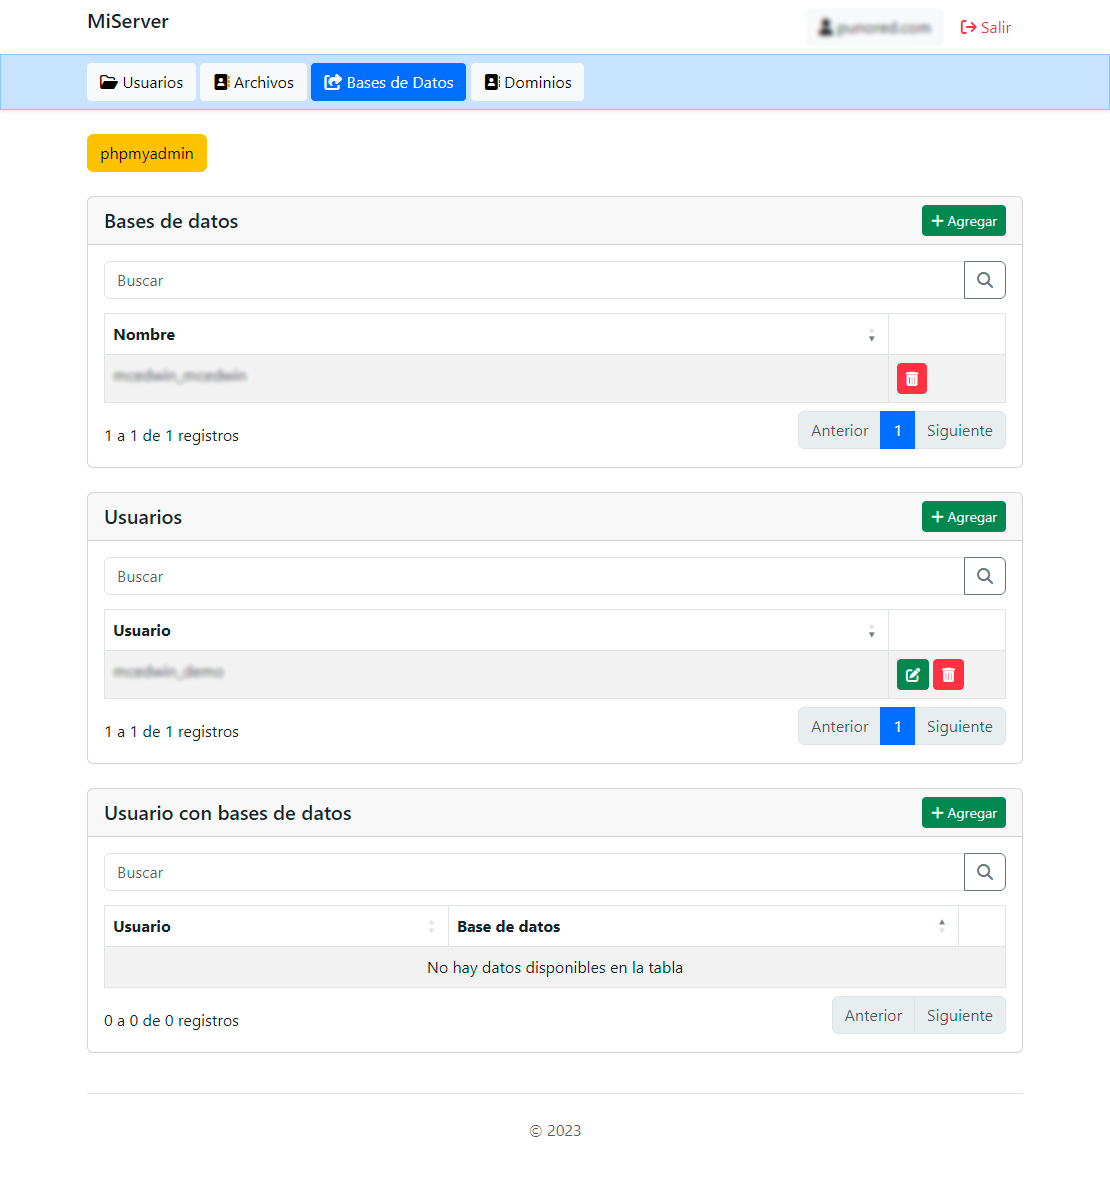 MiServer
Salir
Usuarios Archivos Bases de Datos Dominios
phpmyadmin
Bases de datos
Agregar
Buscar
Nombre
1 a 1 de 1 registros
Anterior 1 Siguiente
Usuarios
Agregar
Buscar
Usuario
1 a 1 de 1 registros
Anterior 1 Siguiente
Usuario con bases de datos
Agregar
Buscar
Usuario Base de datos
No hay datos disponibles en la tabla
0 a 0 de 0 registros
Anterior Siguiente
© 2023